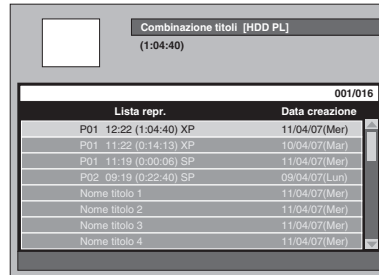 Combinazione titoli [HDD PL]
(1:04:40)
001/016
Lista repr. Data creazione
P01 12:22 (1:04:40) XP 11/04/07(Mer)
P01 11:22 (0:14:13) XP 10/04/07(Mar)
P01 11:19 (0:00:06) SP 11/04/07(Mer)
P02 09:19 (0:22:40) SP 09/04/07(Lun)
Nome titolo 1 11/04/07(Mer)
Nome titolo 2 11/04/07(Mer)
Nome titolo 3 11/04/07(Mer)
Nome titolo 4 11/04/07(Mer)